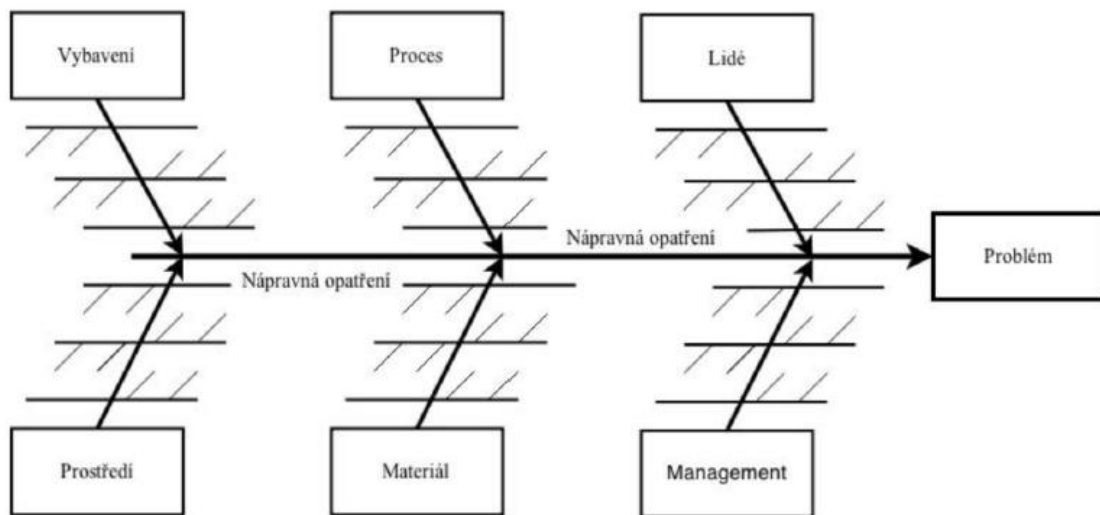 Vybavení
Proces
Lidé
Nápravná opatření
Nápravná opatření
Problém
Prostředí
Materiál
Management